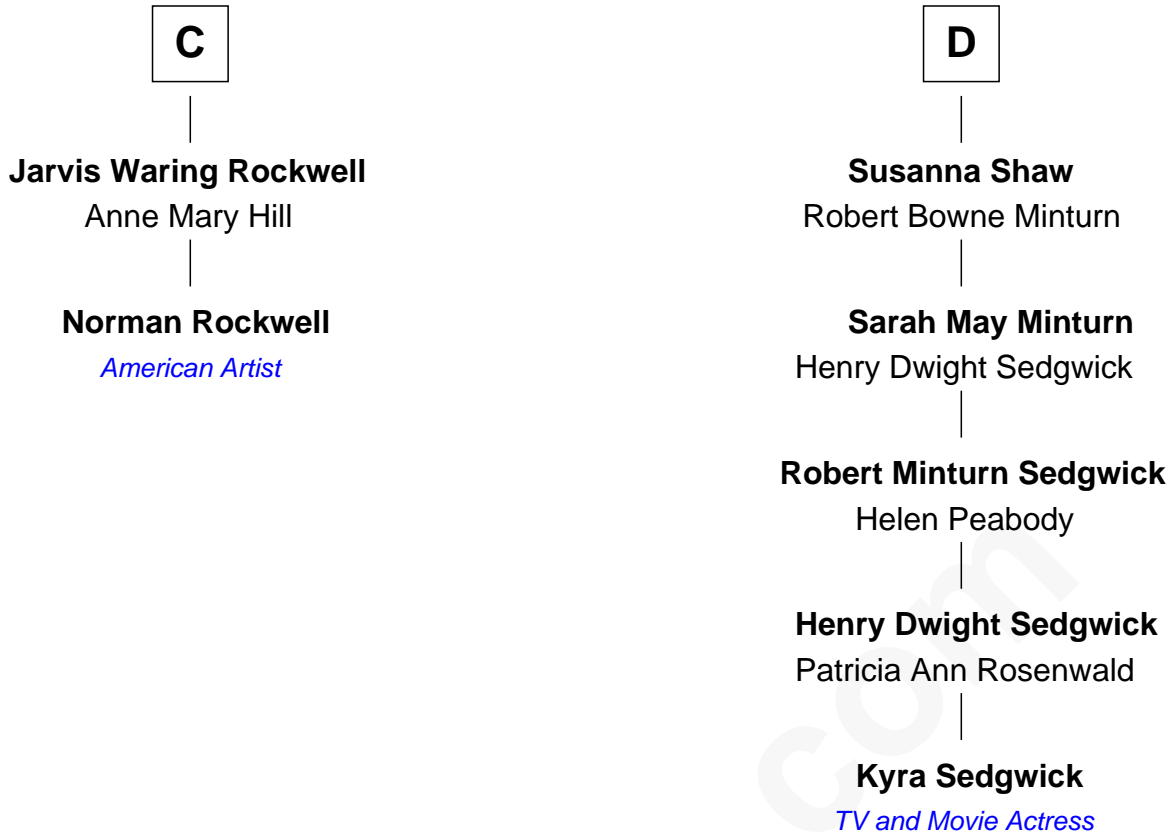 C
Jarvis Waring Rockwell
Anne Mary Hill
Norman Rockwell
American Artist
D
Susanna Shaw
Robert Bowne Minturn
Sarah May Minturn
Henry Dwight Sedgwick
Robert Minturn Sedgwick
Helen Peabody
Henry Dwight Sedgwick
Patricia Ann Rosenwald
Kyra Sedgwick
TV and Movie Actress
com